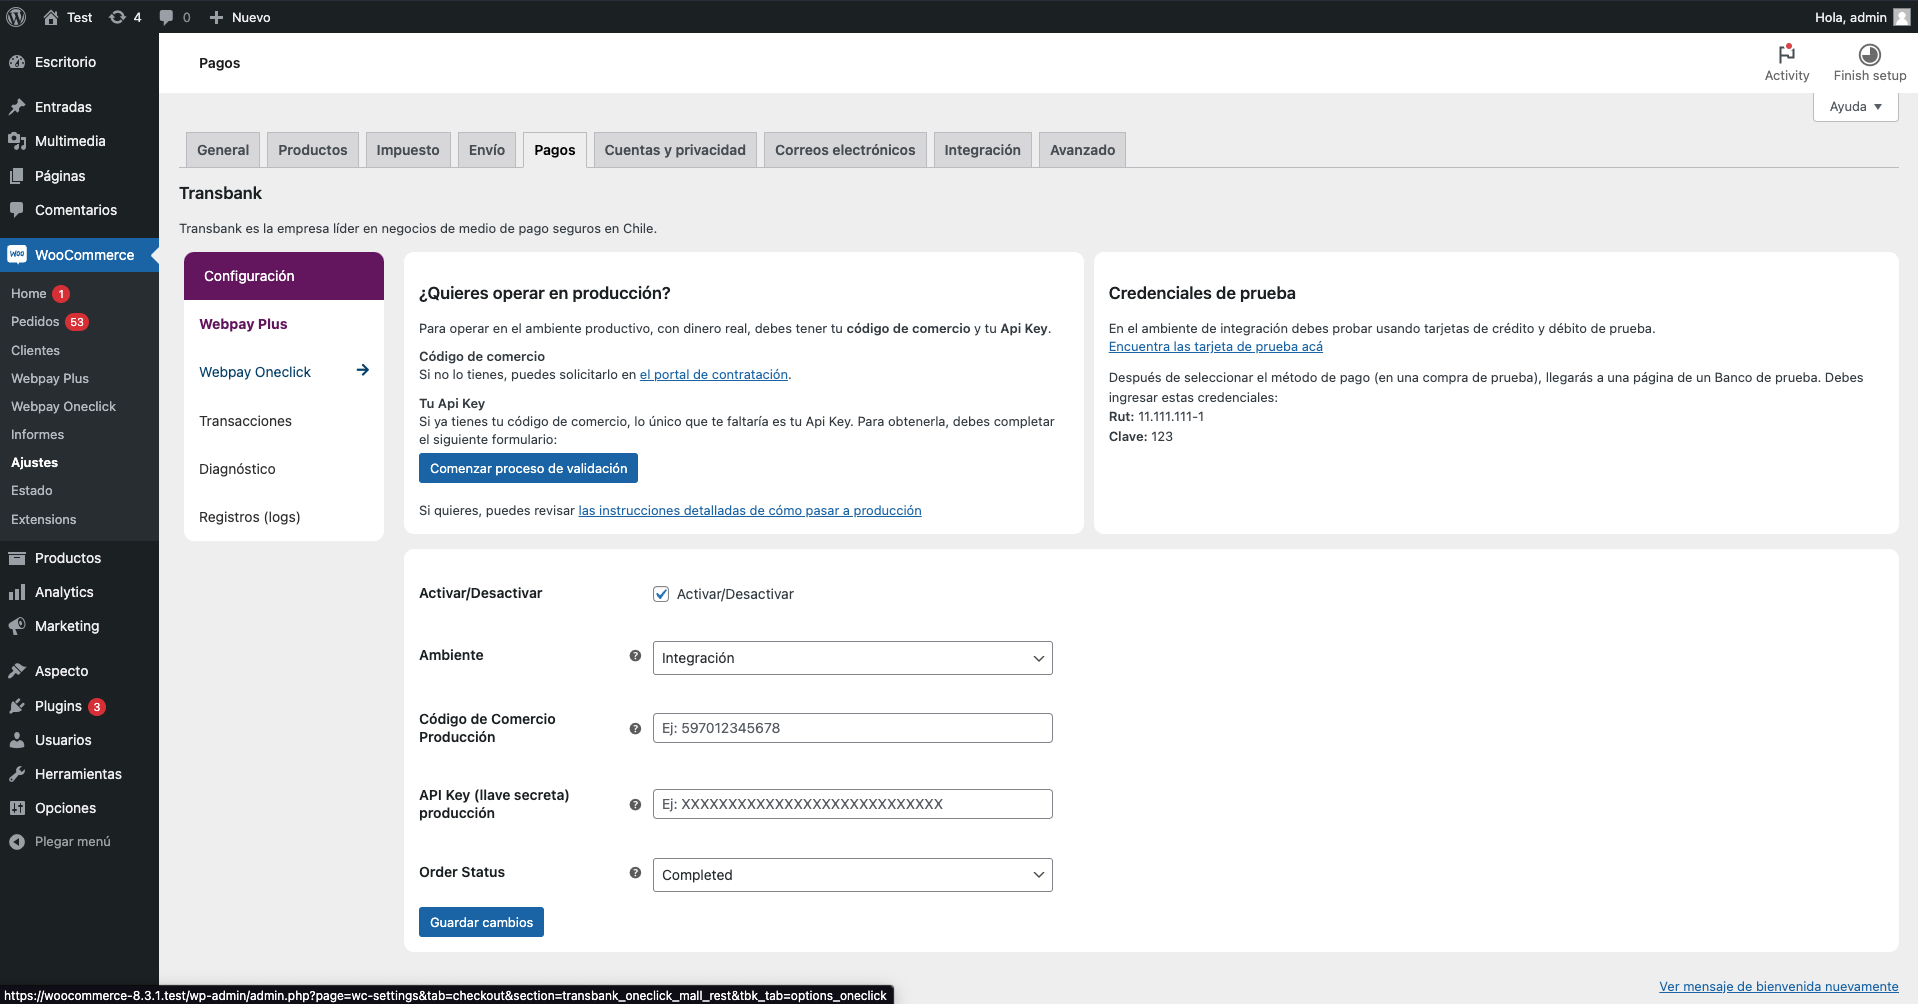 Test
4
0
Nuevo
Hola, admin
Escritorio
Entradas
Multimedia
Páginas
Comentarios
Woo
WooCommerce
Home 1
Pedidos 53
Clientes
Webpay Plus
Webpay Oneclick
Informes
Ajustes
Estado
Extensions
Productos
Analytics
Marketing
Aspecto
Plugins 3
Usuarios
Herramientas
Opciones
Plegar menú
Pagos
Activity
Finish setup
Ayuda
General
Productos
Impuesto
Envío
Pagos
Cuentas y privacidad
Correos electrónicos
Integración
Avanzado
Transbank
Transbank es la empresa líder en negocios de medio de pago seguros en Chile.
Configuración
Webpay Plus
Webpay Oneclick
Transacciones
Diagnóstico
Registros (logs)
¿Quieres operar en producción?
Para operar en el ambiente productivo, con dinero real, debes tener tu código de comercio y tu Api Key.
Código de comercio
Si no lo tienes, puedes solicitarlo en el portal de contratación.
Tu Api Key
Si ya tienes tu código de comercio, lo único que te faltaría es tu Api Key. Para obtenerla, debes completar
el siguiente formulario:
Comenzar proceso de validación
Si quieres, puedes revisar las instrucciones detalladas de cómo pasar a producción
Credenciales de prueba
En el ambiente de integración debes probar usando tarjetas de crédito y débito de prueba.
Encuentra las tarjeta de prueba acá
Después de seleccionar el método de pago (en una compra de prueba), llegarás a una página de un Banco de prueba. Debes
ingresar estas credenciales:
Rut: 11.111.111-1
Clave: 123
Activar/Desactivar
Activar/Desactivar
Ambiente
Integración
Código de Comercio
Producción
Ej: 597012345678
API Key (llave secreta)
producción
Ej: XXXXXXXXXXXXXXXXXXXXXXXXXXXX
Order Status
Completed
Guardar cambios
Ver mensaje de bienvenida nuevamente
https://woocommerce-8.3.1.test/wp-admin/admin.php?page=wc-settings&tab=checkout&section=transbank_oneclick_mall_rest&tbk_tab=options_oneclick